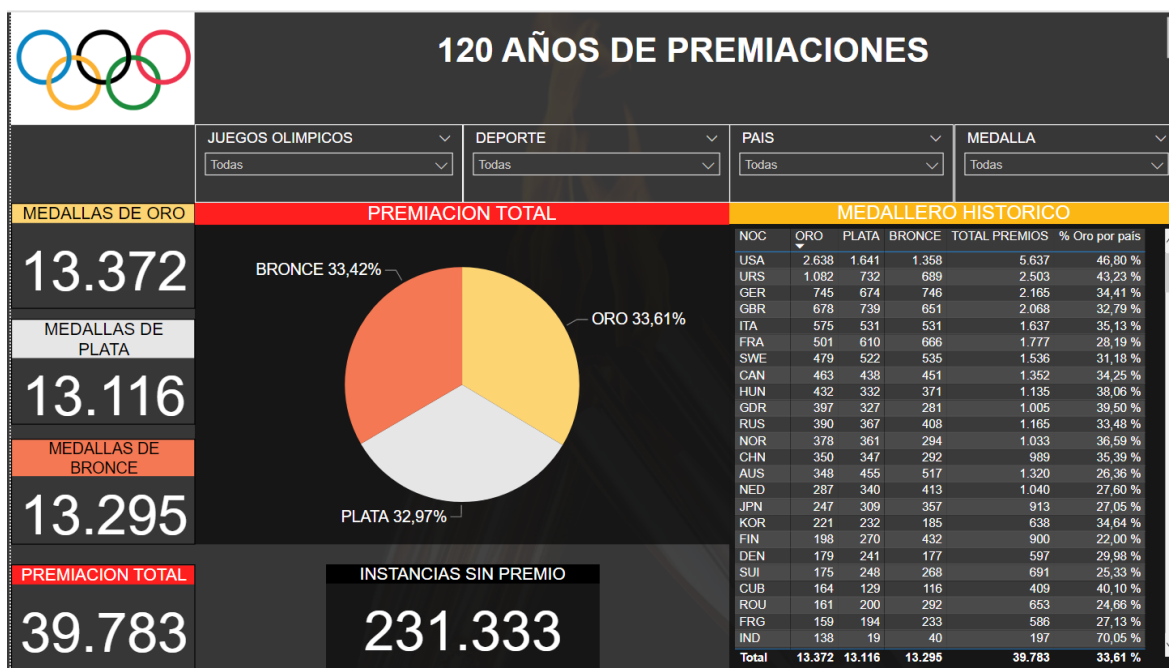 120 AÑOS DE PREMIACIONES
JUEGOS OLIMPICOS
Todas
DEPORTE
Todas
PAIS
Todas
MEDALLA
Todas
MEDALLAS DE ORO
13.372
MEDALLAS DE
PLATA
13.116
MEDALLAS DE
BRONCE
13.295
PREMIACION TOTAL
39.783
PREMIACION TOTAL
BRONCE 33,42%
ORO 33,61%
PLATA 32,97%
INSTANCIAS SIN PREMIO
231.333
MEDALLERO HISTORICO
NOC ORO PLATA BRONCE TOTAL PREMIOS % Oro por país
USA 2.638 1.641 1.358 5.637 46,80 %
URS 1.082 732 689 2.503 43,23 %
GER 745 674 746 2.165 34,41 %
GBR 678 739 651 2.068 32,79 %
ITA 575 531 531 1.637 35,13 %
FRA 501 610 666 1.777 28,19 %
SWE 479 522 535 1.536 31,18 %
CAN 463 438 451 1.352 34,25 %
HUN 432 332 371 1.135 38,06 %
GDR 397 327 281 1.005 39,50 %
RUS 390 367 408 1.165 33,48 %
NOR 378 361 294 1.033 36,59 %
CHN 350 347 292 989 35,39 %
AUS 348 455 517 1.320 26,36 %
NED 287 340 413 1.040 27,60 %
JPN 247 309 357 913 27,05 %
KOR 221 232 185 638 34,64 %
FIN 198 270 432 900 22,00 %
DEN 179 241 177 597 29,98 %
SUI 175 248 268 691 25,33 %
CUB 164 129 116 409 40,10 %
ROU 161 200 292 653 24,66 %
FRG 159 194 233 586 27,13 %
IND 138 19 40 197 70,05 %
Total 13.372 13.116 13.295 39.783 33,61 %